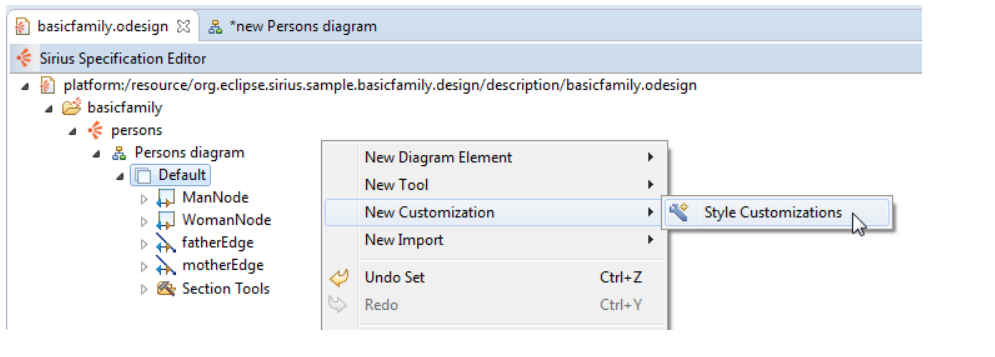 basicfamily.odesign *new Persons diagram
Sirius Specification Editor
platform:/resource/org.eclipse.sirius.sample.basicfamily.design/description/basicfamily.odesign
basicfamily
persons
Persons diagram
Default
ManNode
WomanNode
fatherEdge
motherEdge
Section Tools
New Diagram Element
New Tool
New Customization
New Import
Undo Set Ctrl+Z
Redo Ctrl+Y
Style Customizations